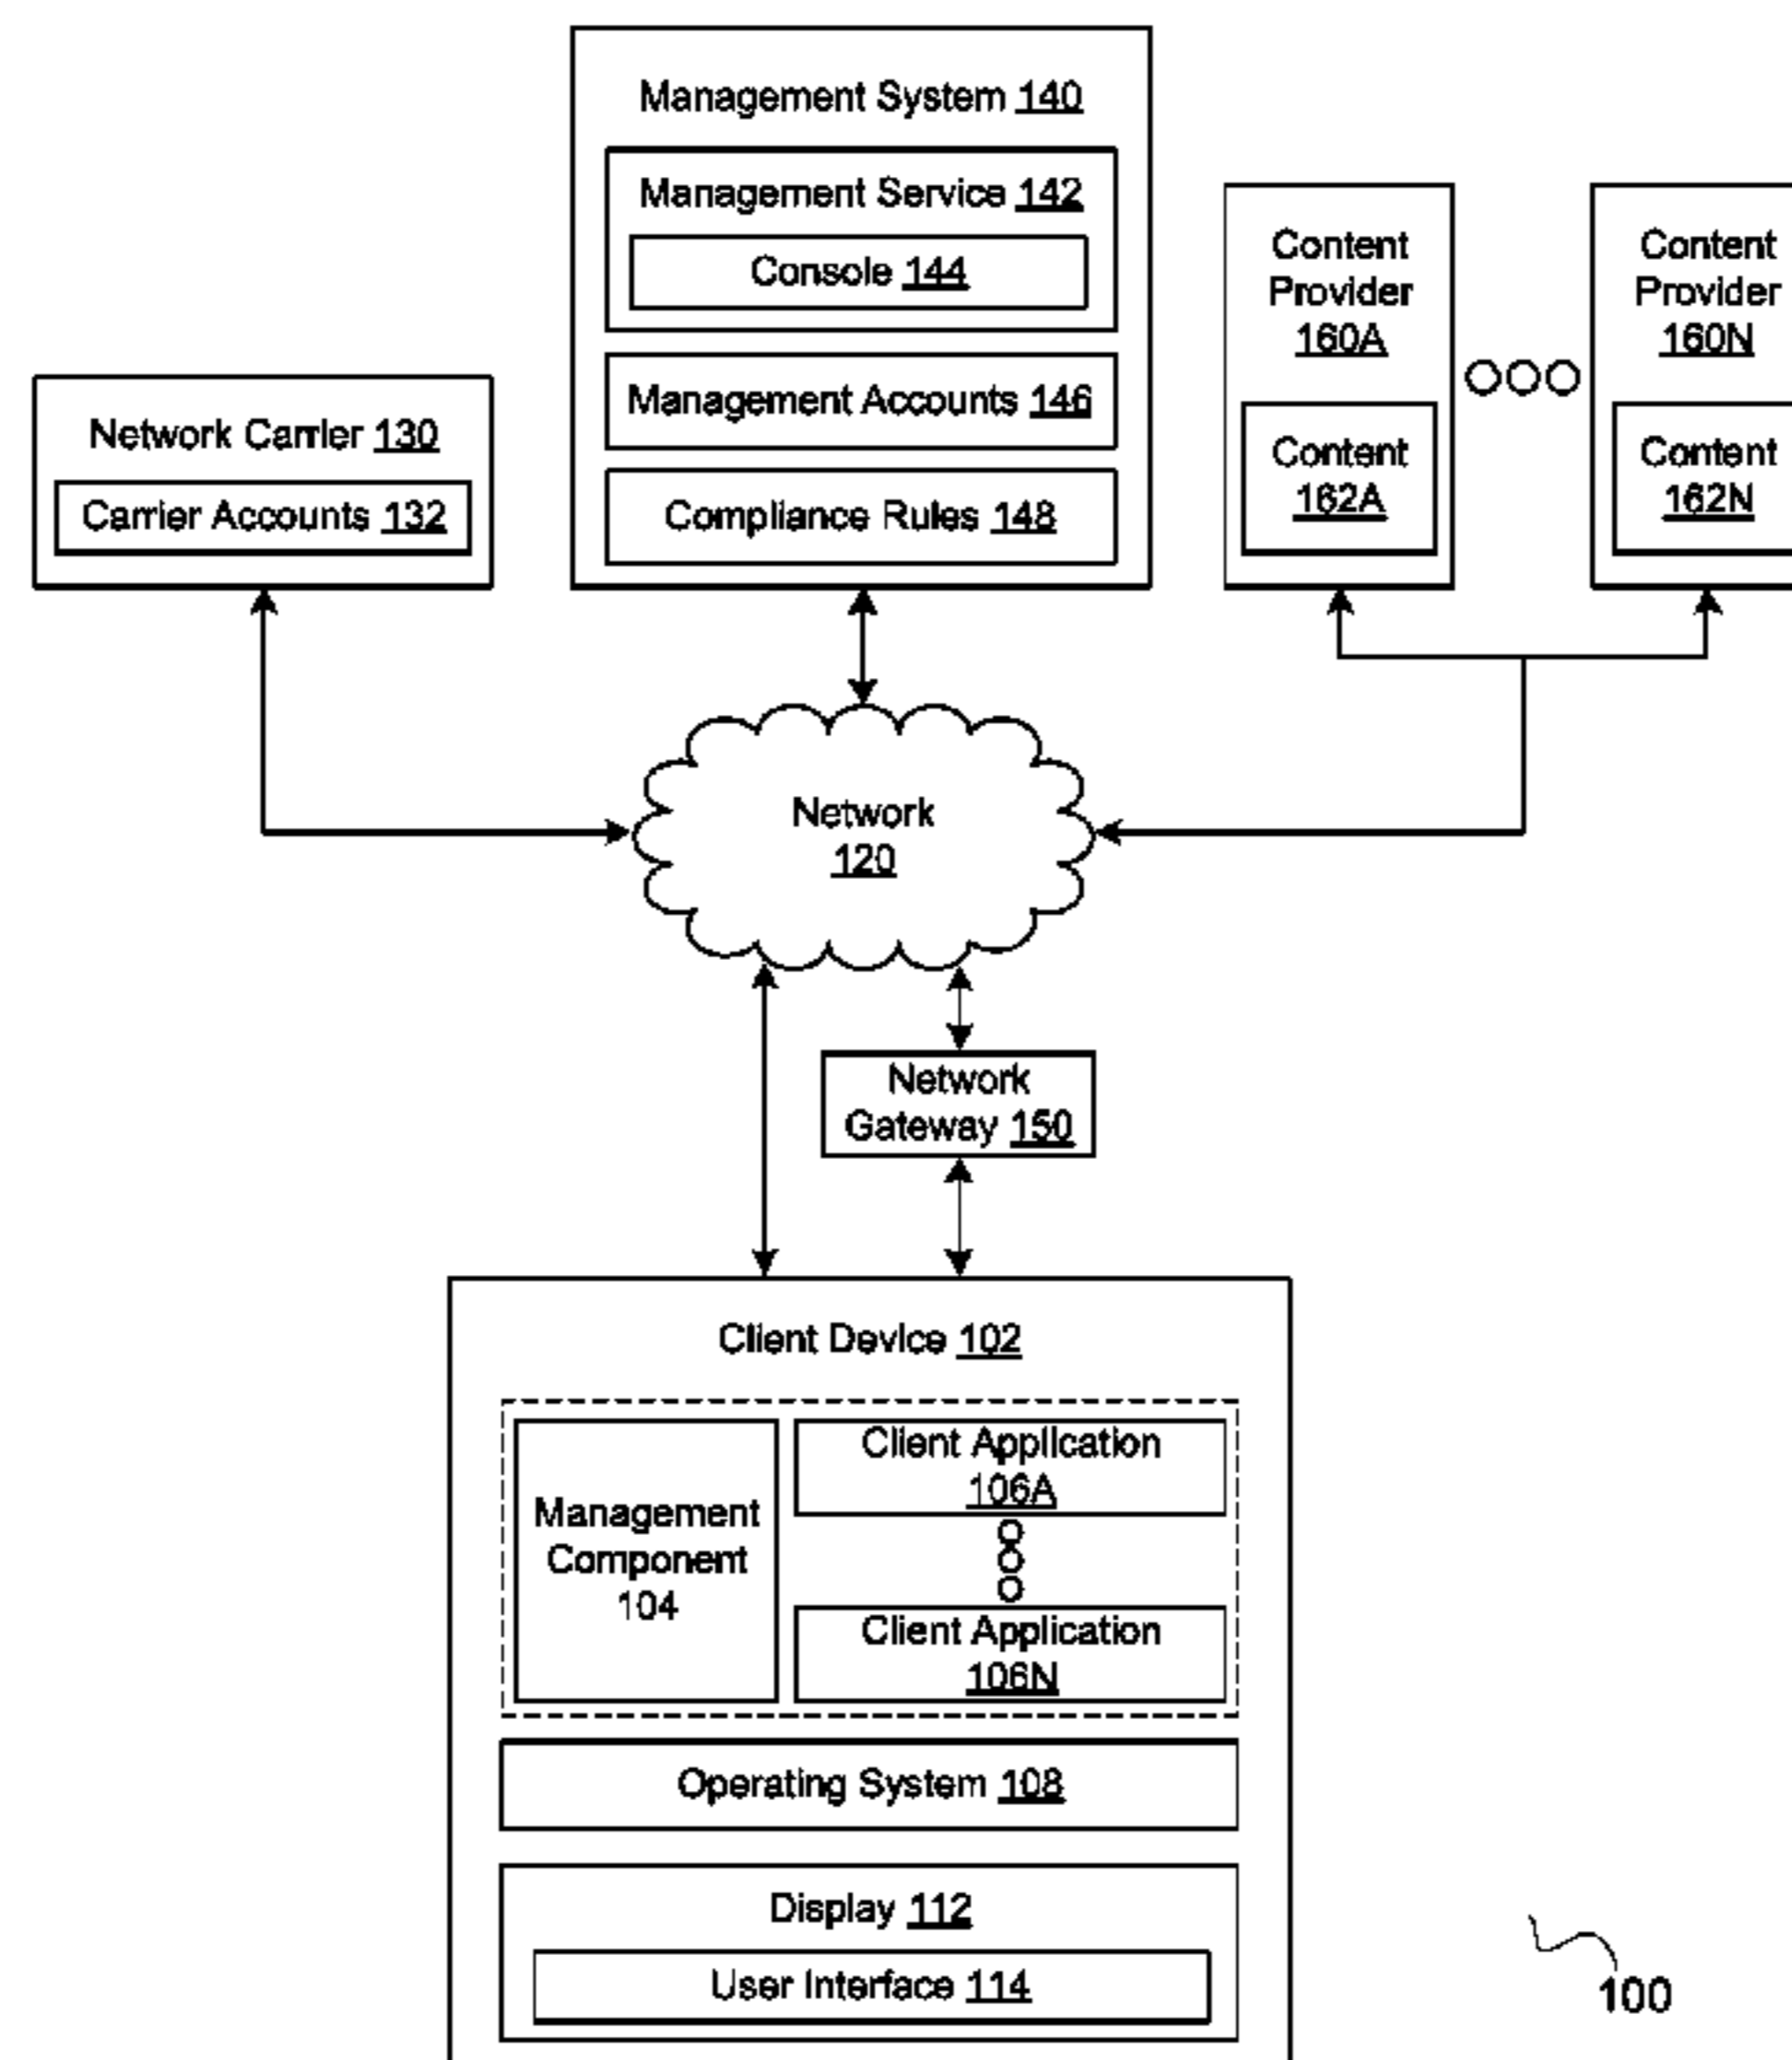 Management System 140
Management Service 142
Console 144
Management Accounts 146
Compliance Rules 148
Network Carrier 130
Carrier Accounts 132
Content
Provider
160A
Content
162A
Content
Provider
160N
Content
162N
Network
120
Network
Gateway 150
Client Device 102
Management
Component
104
Client Application
106A
Client Application
106N
Operating System 108
Display 112
User Interface 114
100